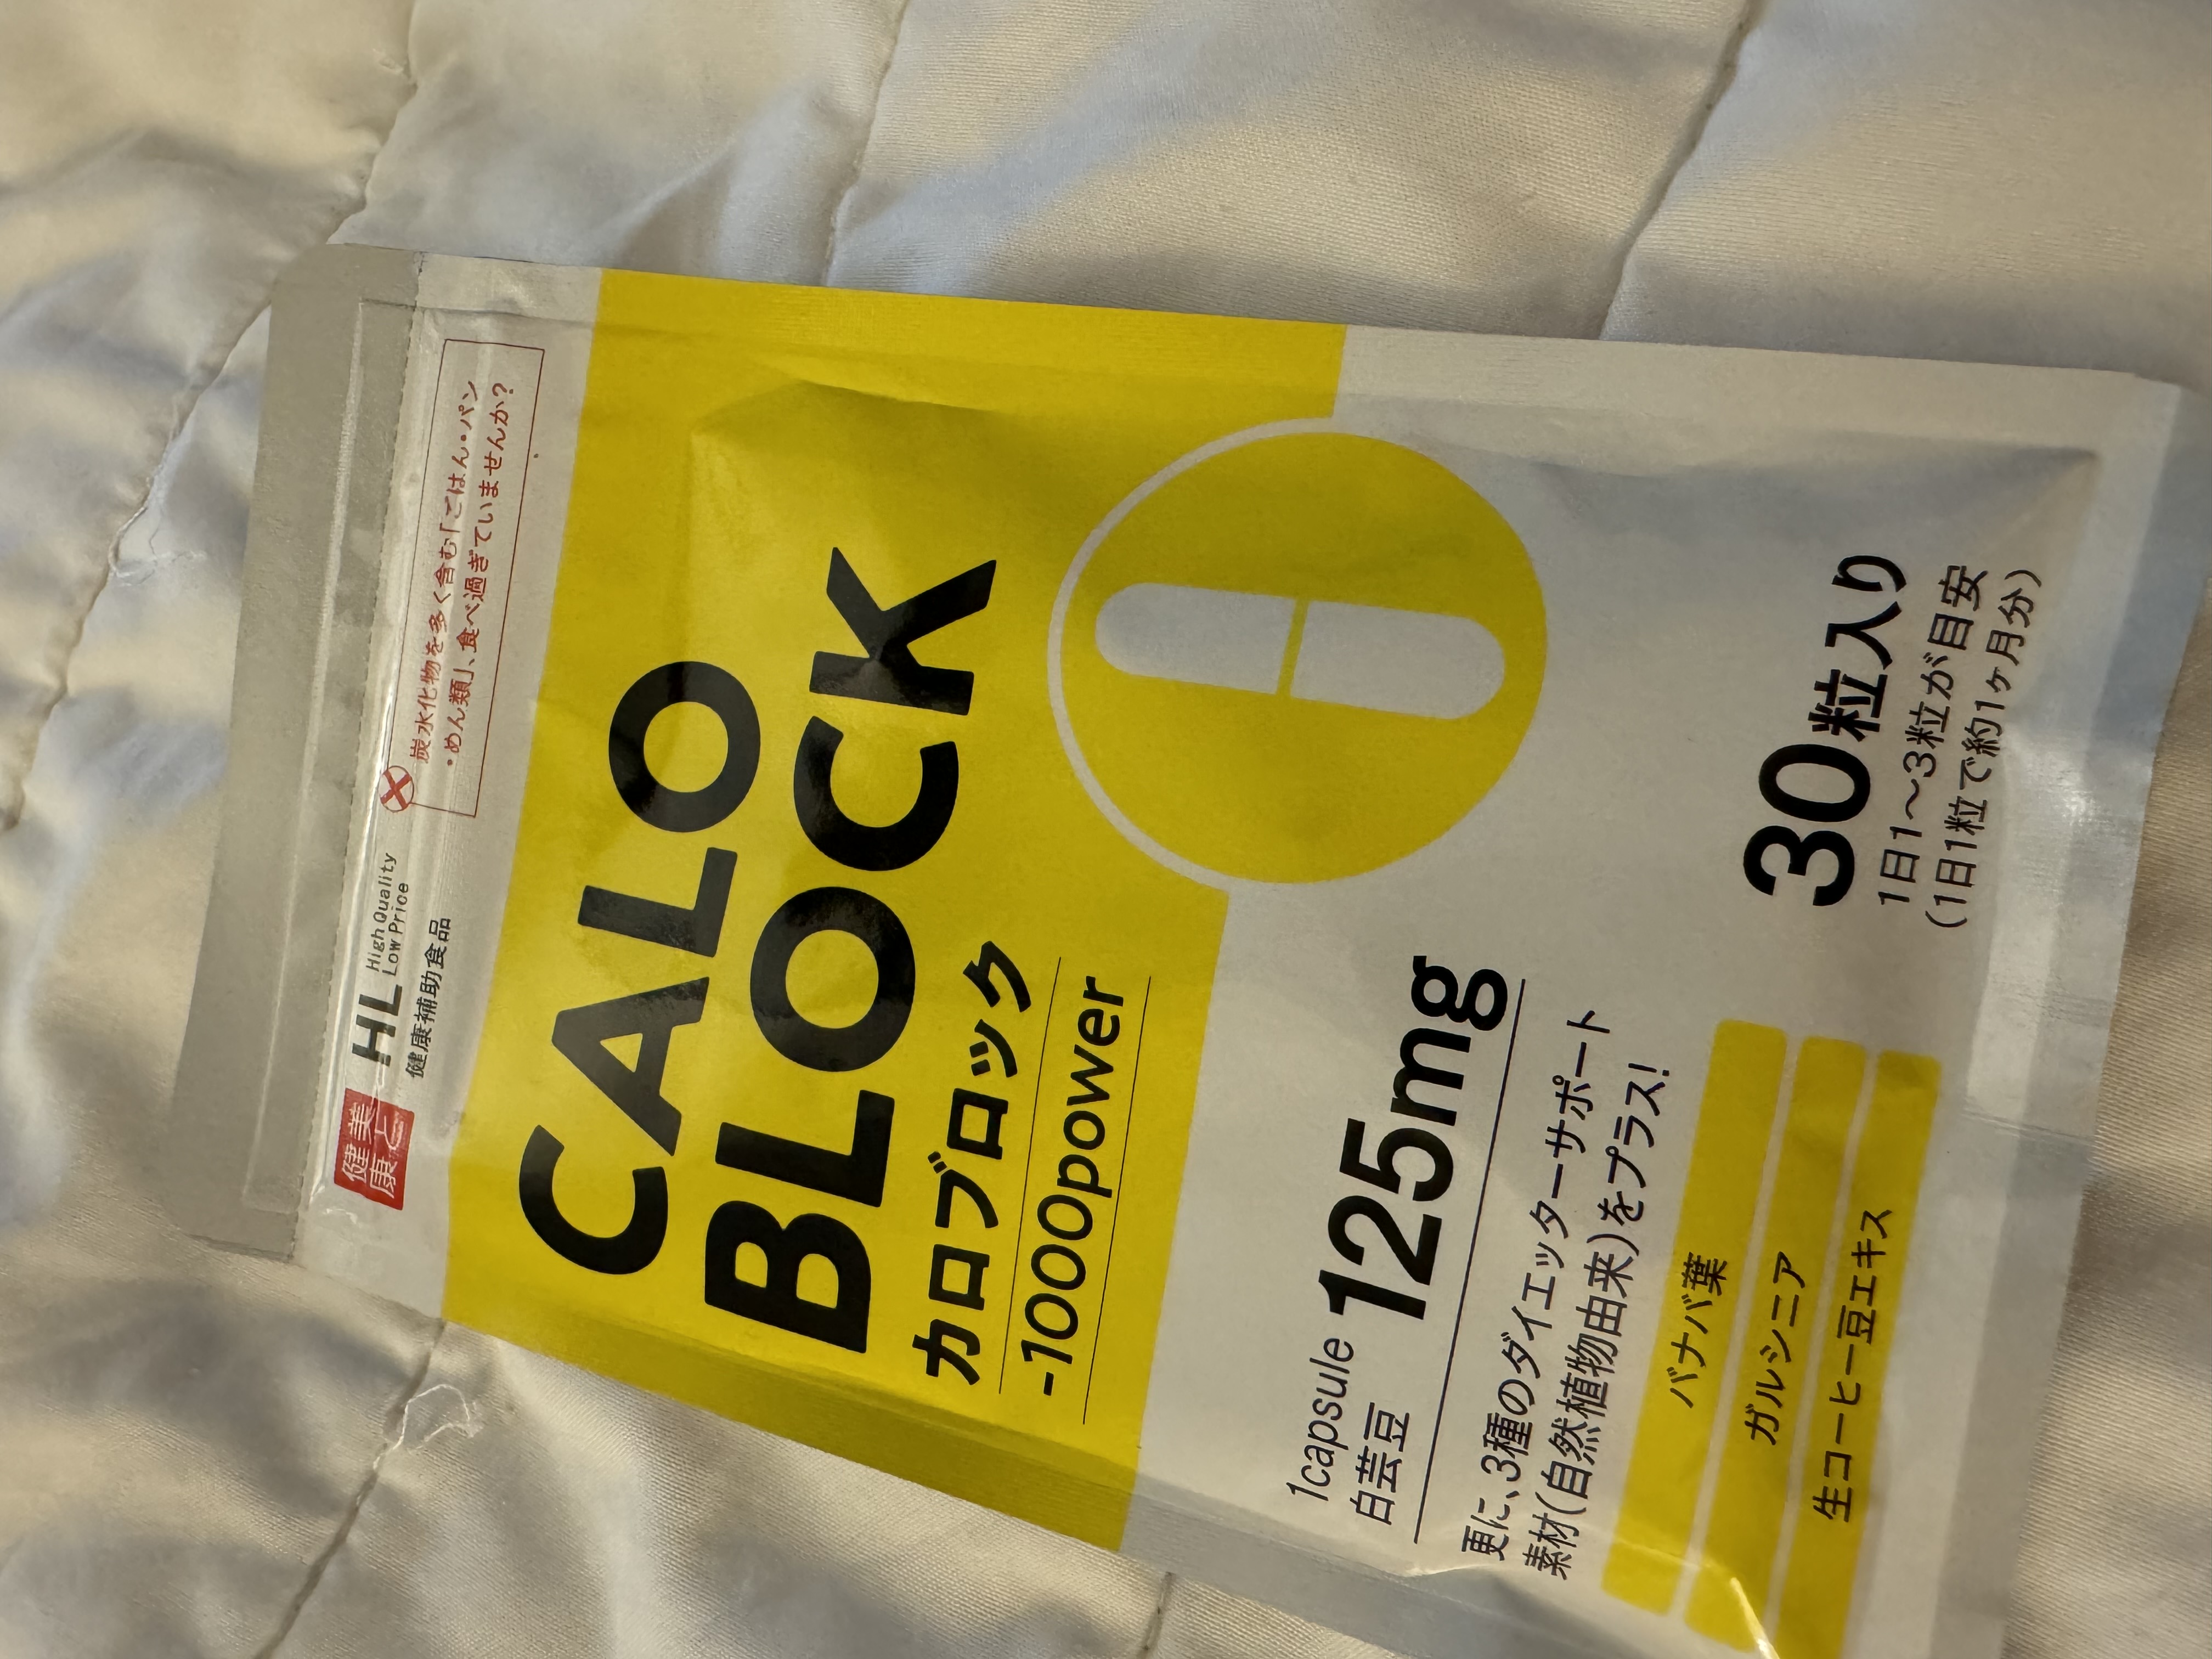 健康美人
HL High Quality
Low Price
健康補助食品
炭水化物を多く含む「ごはん・パン
・めん類」、食べ過ぎていませんか?
CALO
BLOCK
カロブロック
-1000power
1capsule
白芸豆 125mg
更に、3種のダイエッターサポート
素材(自然植物由来)をプラス!
バナバ葉
ガルシニア
生コーヒー豆エキス
30粒入り
1日1~3粒が目安
(1日1粒で約1ヶ月分)